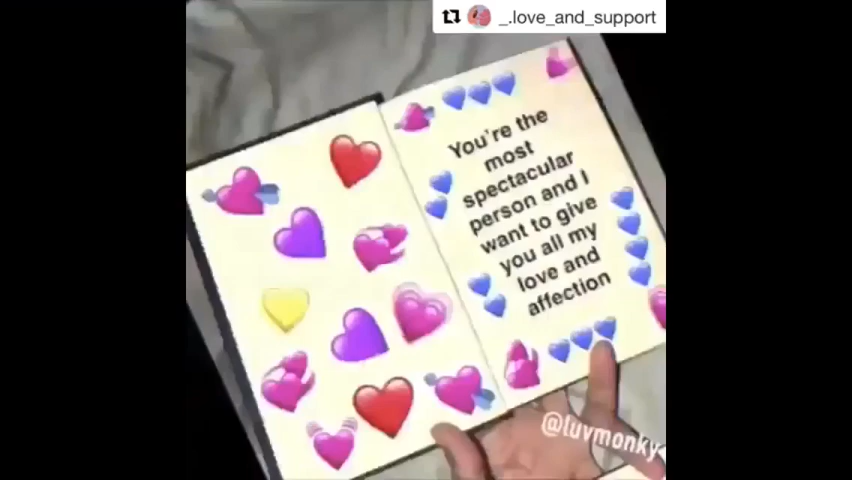 _.love_and_support
You're the
most
spectacular
person and I
want to give
you all my
love and
affection
@luvmonky